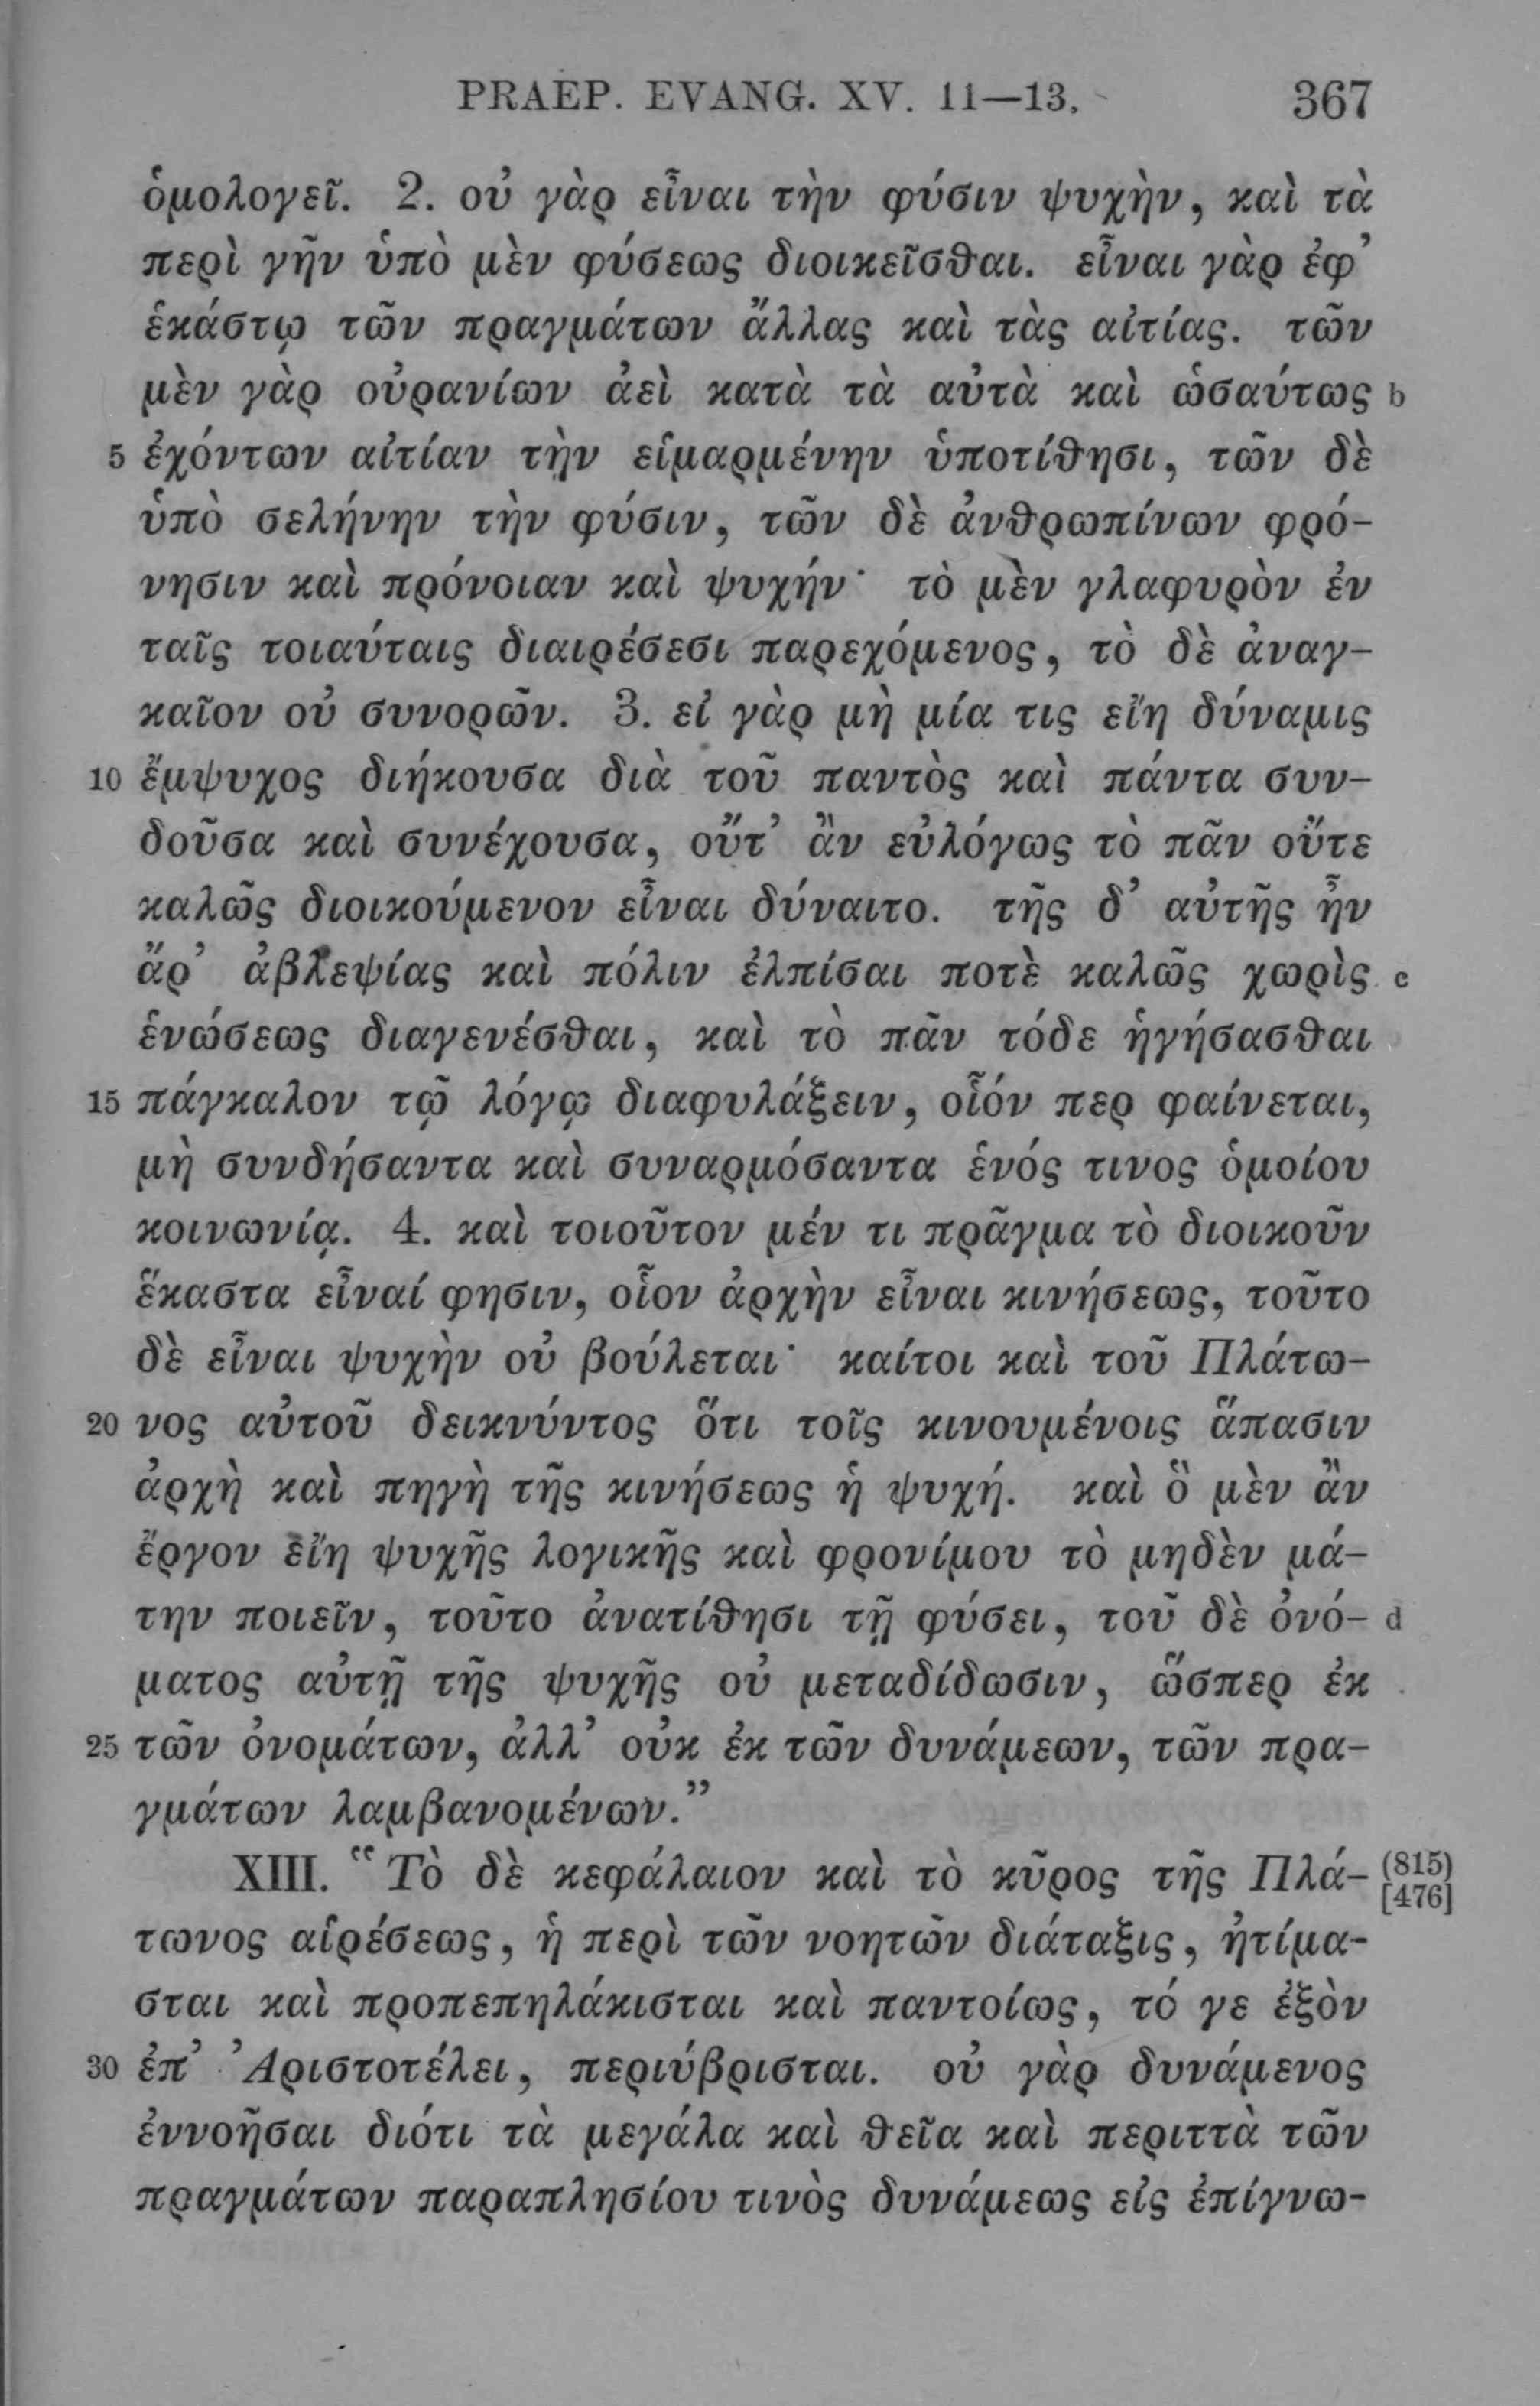 PRAEP. EVANG. XV. 11—13. 367
ὁμολογεῖ. 2. οὐ γὰρ εἶναι τὴν φύσιν ψυχὴν, καὶ τὰ
περὶ γῆν ὑπὸ μὲν φύσεως διοικεῖσθαι. εἶναι γὰρ ἐφ’
ἑκάστῳ τῶν πραγμάτων ἄλλας καὶ τὰς αἰτίας. τῶν
μὲν γὰρ οὐρανίων ἀεὶ κατὰ τὰ αὐτὰ καὶ ὡσαύτως b
5 ἐχόντων αἰτίαν τὴν εἱμαρμένην ὑποτίθησι, τῶν δὲ
ὑπὸ σελήνην τὴν φύσιν, τῶν δὲ ἀνθρωπίνων φρό-
νησιν καὶ πρόνοιαν καὶ ψυχήν· τὸ μὲν γλαφυρὸν ἐν
ταῖς τοιαύταις διαιρέσεσι παρεχόμενος, τὸ δὲ ἀναγ-
καῖον οὐ συνορῶν. 3. εἰ γὰρ μὴ μία τις εἴη δύναμις
10 ἔμψυχος διήκουσα διὰ τοῦ παντὸς καὶ πάντα συν-
δοῦσα καὶ συνέχουσα, οὔτ’ ἂν εὐλόγως τὸ πᾶν οὔτε
καλῶς διοικούμενον εἶναι δύναιτο. τῆς δ’ αὐτῆς ἦν
ἄρ’ ἀβλεψίας καὶ πόλιν ἐλπίσαι ποτὲ καλῶς χωρὶς c
ἑνώσεως διαγενέσθαι, καὶ τὸ πᾶν τόδε ἡγήσασθαι
15 πάγκαλον τῷ λόγῳ διαφυλάξειν, οἷόν περ φαίνεται,
μὴ συνδήσαντα καὶ συναρμόσαντα ἑνός τινος ὁμοίου
κοινωνίᾳ. 4. καὶ τοιοῦτον μέν τι πρᾶγμα τὸ διοικοῦν
ἕκαστα εἶναί φησιν, οἷον ἀρχὴν εἶναι κινήσεως, τοῦτο
δὲ εἶναι ψυχὴν οὐ βούλεται· καίτοι καὶ τοῦ Πλάτω-
20 νος αὐτοῦ δεικνύντος ὅτι τοῖς κινουμένοις ἅπασιν
ἀρχὴ καὶ πηγὴ τῆς κινήσεως ἡ ψυχή. καὶ ὃ μὲν ἂν
ἔργον εἴη ψυχῆς λογικῆς καὶ φρονίμου τὸ μηδὲν μά-
την ποιεῖν, τοῦτο ἀνατίθησι τῇ φύσει, τοῦ δὲ ὀνό- d
ματος αὐτῇ τῆς ψυχῆς οὐ μεταδίδωσιν, ὥσπερ ἐκ
25 τῶν ὀνομάτων, ἀλλ’ οὐκ ἐκ τῶν δυνάμεων, τῶν πρα-
γμάτων λαμβανομένων.”
XIII. “Τὸ δὲ κεφάλαιον καὶ τὸ κῦρος τῆς Πλά- (815) [476]
τωνος αἱρέσεως, ἡ περὶ τῶν νοητῶν διάταξις, ἠτίμα-
σται καὶ προπεπηλάκισται καὶ παντοίως, τό γε ἐξὸν
30 ἐπ’ Ἀριστοτέλει, περιύβρισται. οὐ γὰρ δυνάμενος
ἐννοῆσαι διότι τὰ μεγάλα καὶ θεῖα καὶ περιττὰ τῶν
πραγμάτων παραπλησίου τινὸς δυνάμεως εἰς ἐπίγνω-